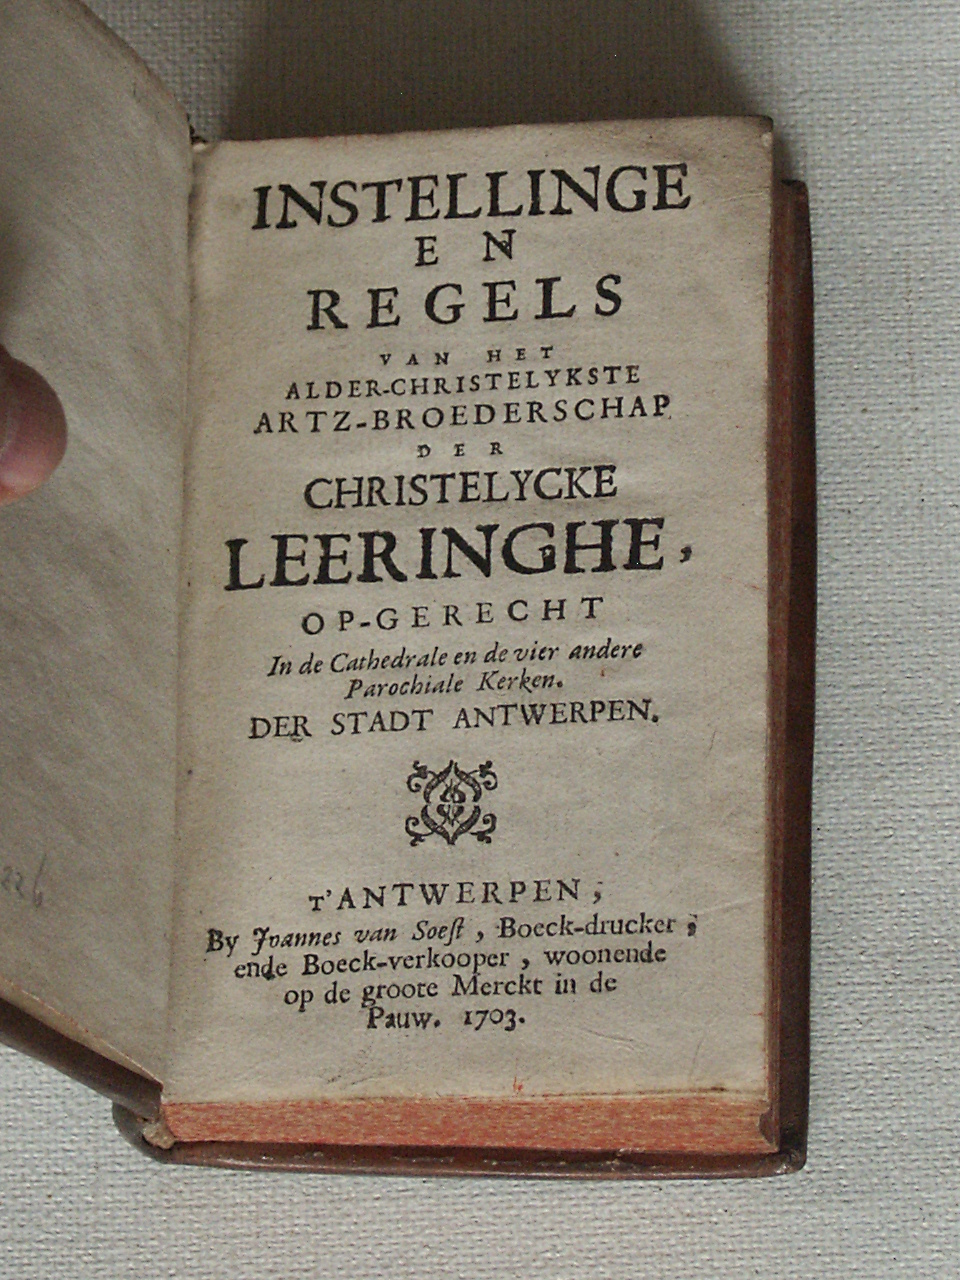 INSTELLINGE
EN
REGELS
VAN HET
ALDER-CHRISTELYKSTE
ARTZ-BROEDERSCHAP
DER
CHRISTELYCKE
LEERINGHE,
OP-GERECHT
In de Cathedrale en de vier andere
Parochiale Kerken.
DER STADT ANTWERPEN.
T'ANTWERPEN,
By Joannes van Soeſt, Boeck-drucker,
ende Boeck-verkooper, woonende
op de groote Merckt in de
Pauw. 1703.